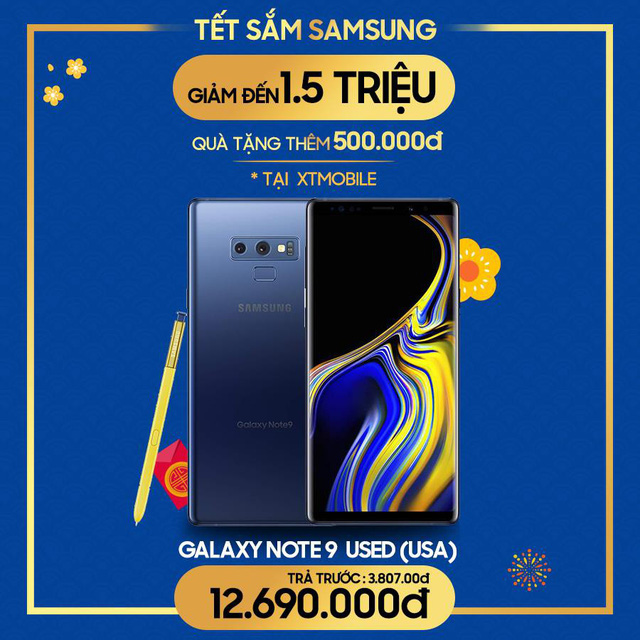 TẾT SẮM SAMSUNG
GIẢM ĐẾN 1.5 TRIỆU
QUÀ TẶNG THÊM 500.000đ
* TẠI XTMOBILE
SAMSUNG
Galaxy Note9
GALAXY NOTE 9 USED (USA)
TRẢ TRƯỚC : 3.807.00đ
12.690.000đ